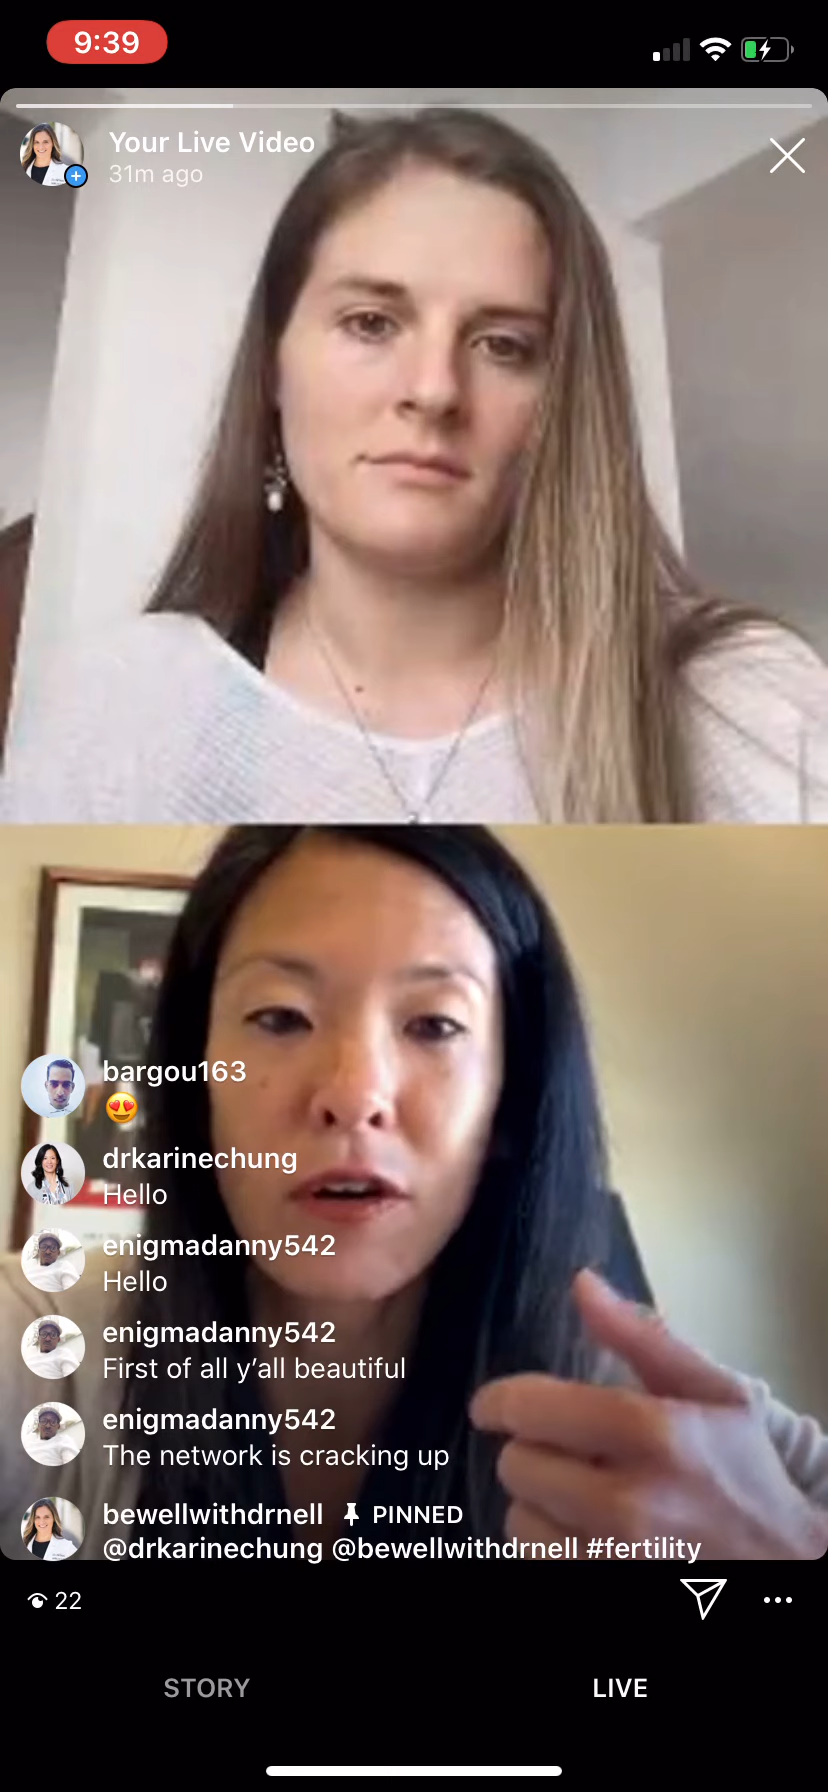 9:39
Your Live Video
31m ago
bargou163
😍
drkarinechung
Hello
enigmadanny542
Hello
enigmadanny542
First of all y'all beautiful
enigmadanny542
The network is cracking up
bewellwithdrnell PINNED
@drkarinechung @bewellwithdrnell #fertility
22
STORY LIVE